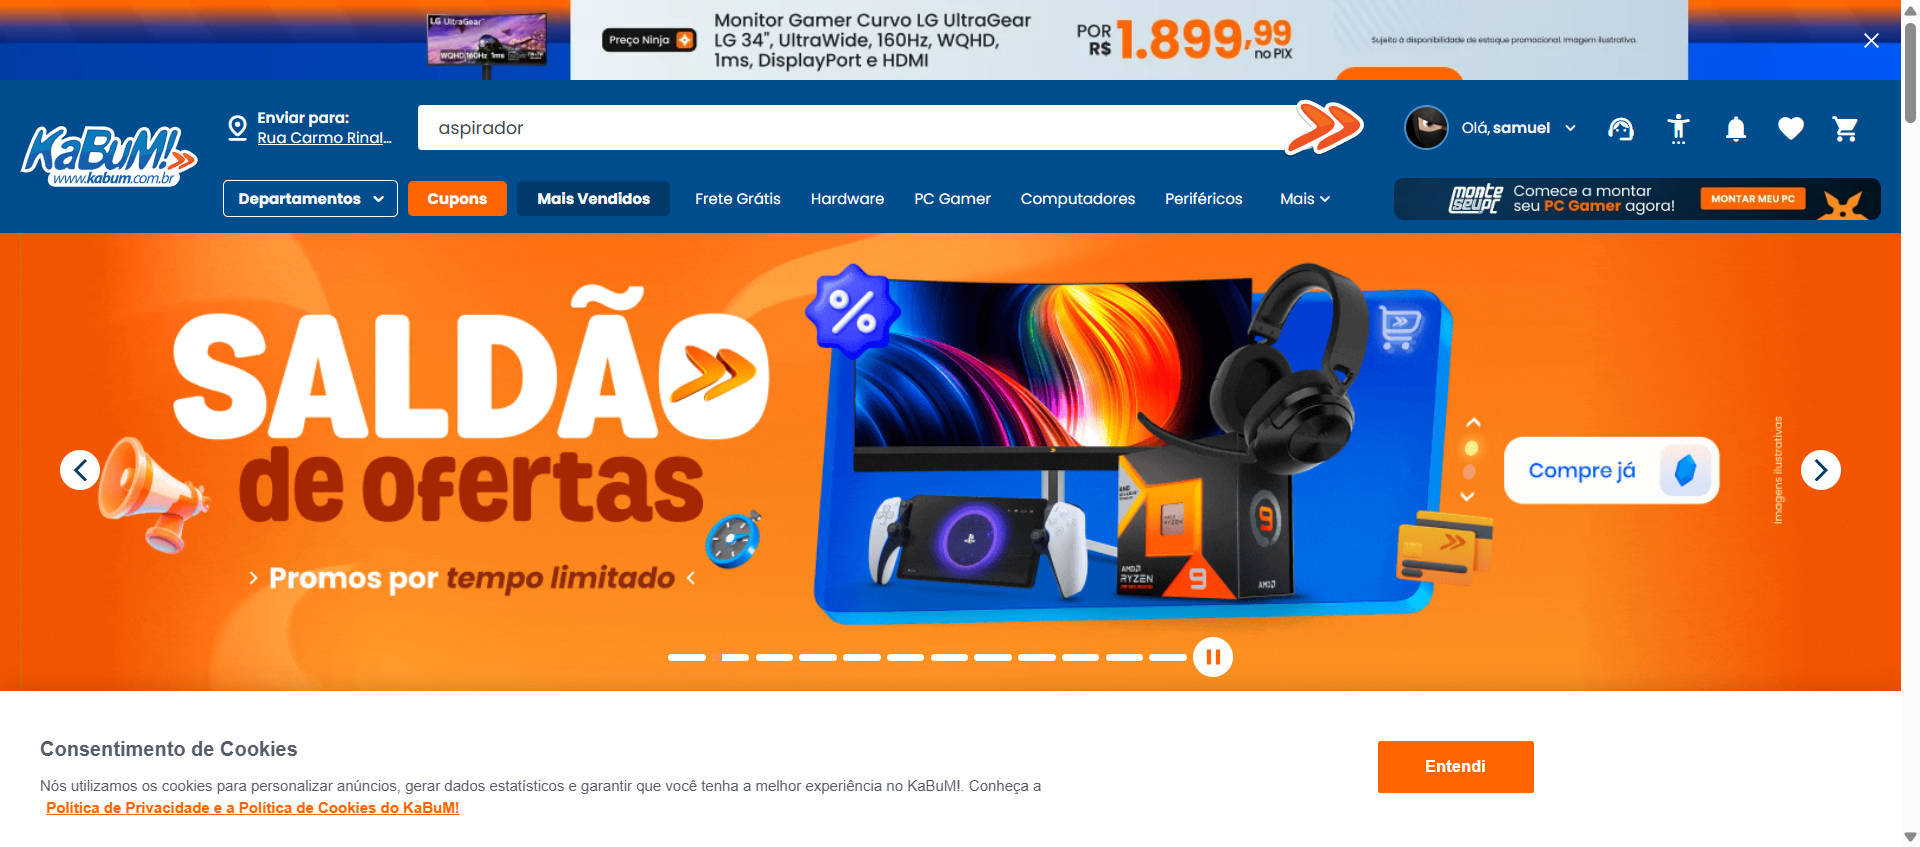 LG UltraGear
WQHD 160Hz 1ms
Preço Ninja
Monitor Gamer Curvo LG UltraGear
LG 34", UltraWide, 160Hz, WQHD,
1ms, DisplayPort e HDMI
POR
R$ 1.899,99
no PIX
Sujeito à disponibilidade de estoque promocional. Imagem ilustrativa.
KaBuM!
www.kabum.com.br
Enviar para:
Rua Carmo Rinal...
aspirador
Olá, samuel
Departamentos
Cupons
Mais Vendidos
Frete Grátis
Hardware
PC Gamer
Computadores
Periféricos
Mais
monte
seu pc
Comece a montar
seu PC Gamer agora!
MONTAR MEU PC
SALDÃO
de ofertas
› Promos por tempo limitado ‹
%
AMD
RYZEN
9
9
AMD
Compre já
Imagens ilustrativas
Consentimento de Cookies
Nós utilizamos os cookies para personalizar anúncios, gerar dados estatísticos e garantir que você tenha a melhor experiência no KaBuM!. Conheça a
Política de Privacidade e a Política de Cookies do KaBuM!
Entendi